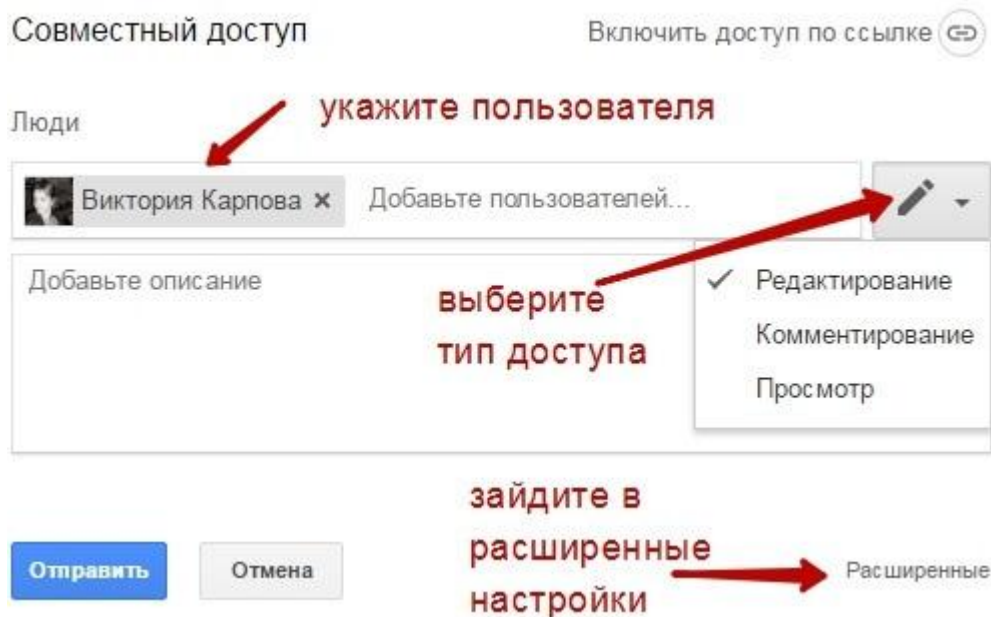 Совместный доступ
Включить доступ по ссылке
укажите пользователя
Люди
Виктория Карпова × Добавьте пользователей...
Добавьте описание
выберите
тип доступа
Редактирование
Комментирование
Просмотр
зайдите в
расширенные
настройки
Отправить
Отмена
Расширенные